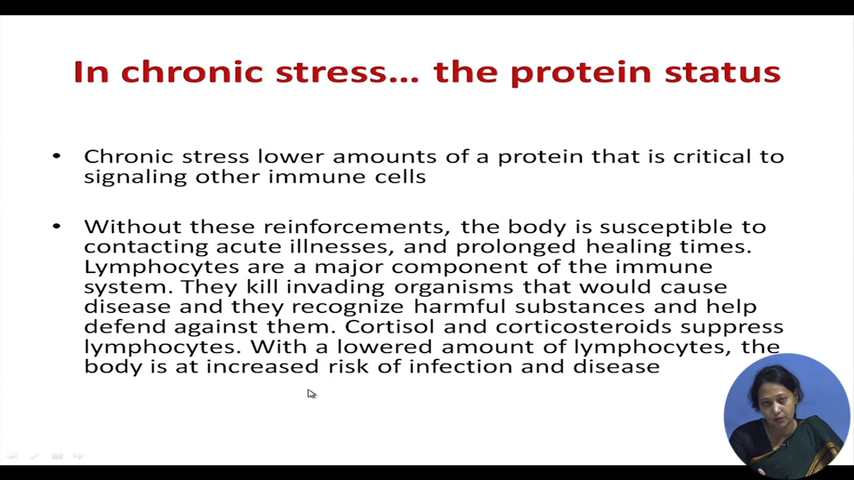 In chronic stress... the protein status
• Chronic stress lower amounts of a protein that is critical to
signaling other immune cells
• Without these reinforcements, the body is susceptible to
contacting acute illnesses, and prolonged healing times.
Lymphocytes are a major component of the immune
system. They kill invading organisms that would cause
disease and they recognize harmful substances and help
defend against them. Cortisol and corticosteroids suppress
lymphocytes. With a lowered amount of lymphocytes, the
body is at increased risk of infection and disease